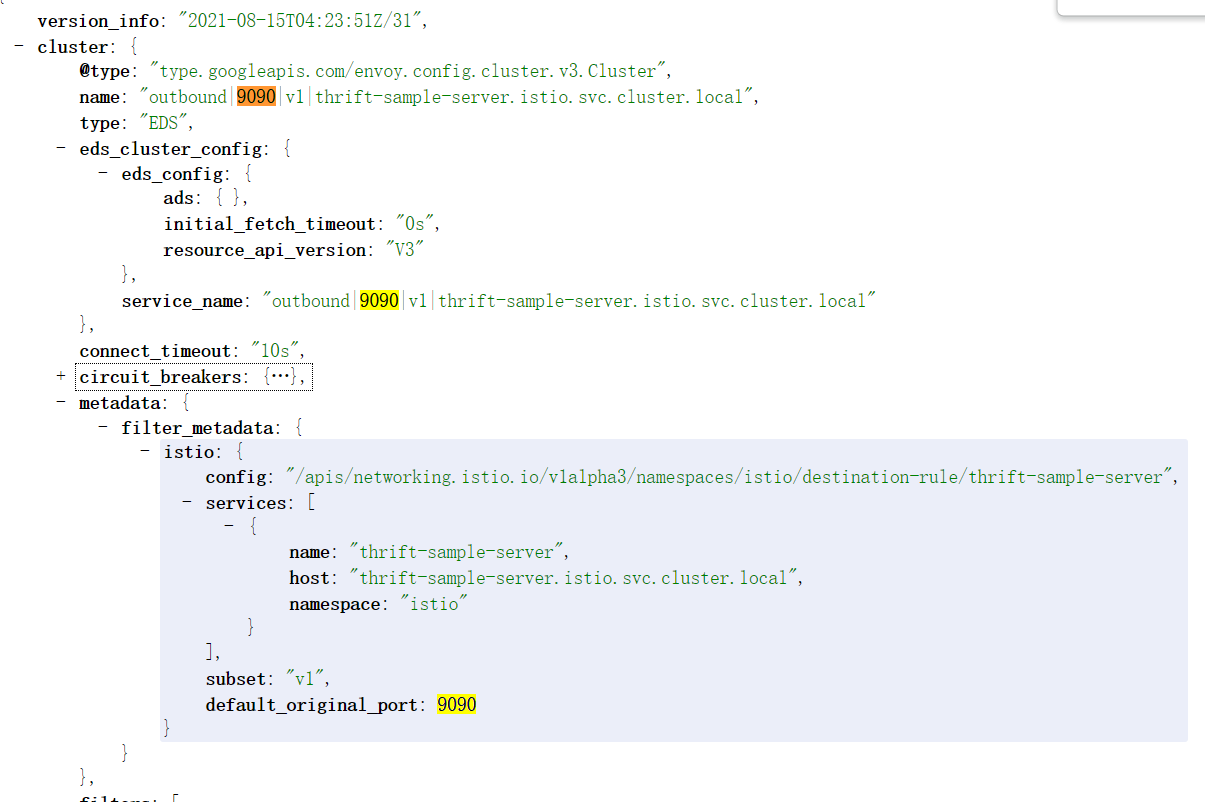 version_info: "2021-08-15T04:23:51Z/31",
- cluster: {
@type: "type.googleapis.com/envoy.config.cluster.v3.Cluster",
name: "outbound|9090|v1|thrift-sample-server.istio.svc.cluster.local",
type: "EDS",
- eds_cluster_config: {
- eds_config: {
ads: { },
initial_fetch_timeout: "0s",
resource_api_version: "V3"
},
service_name: "outbound|9090|v1|thrift-sample-server.istio.svc.cluster.local"
},
connect_timeout: "10s",
+ circuit_breakers: {…},
- metadata: {
- filter_metadata: {
- istio: {
config: "/apis/networking.istio.io/v1alpha3/namespaces/istio/destination-rule/thrift-sample-server",
- services: [
- {
name: "thrift-sample-server",
host: "thrift-sample-server.istio.svc.cluster.local",
namespace: "istio"
}
],
subset: "v1",
default_original_port: 9090
}
}
},
filters: [